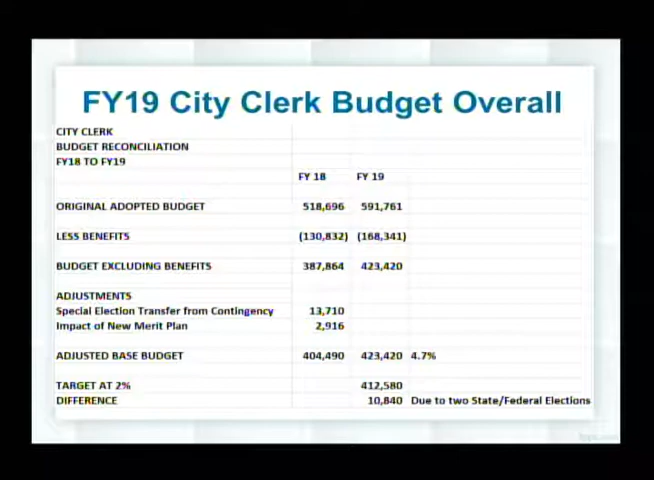 FY19 City Clerk Budget Overall
CITY CLERK
BUDGET RECONCILIATION
FY18 TO FY19
FY 18 FY 19
ORIGINAL ADOPTED BUDGET 518,696 591,761
LESS BENEFITS (130,832) (168,341)
BUDGET EXCLUDING BENEFITS 387,864 423,420
ADJUSTMENTS
Special Election Transfer from Contingency 13,710
Impact of New Merit Plan 2,916
ADJUSTED BASE BUDGET 404,490 423,420 4.7%
TARGET AT 2% 412,580
DIFFERENCE 10,840 Due to two State/Federal Elections